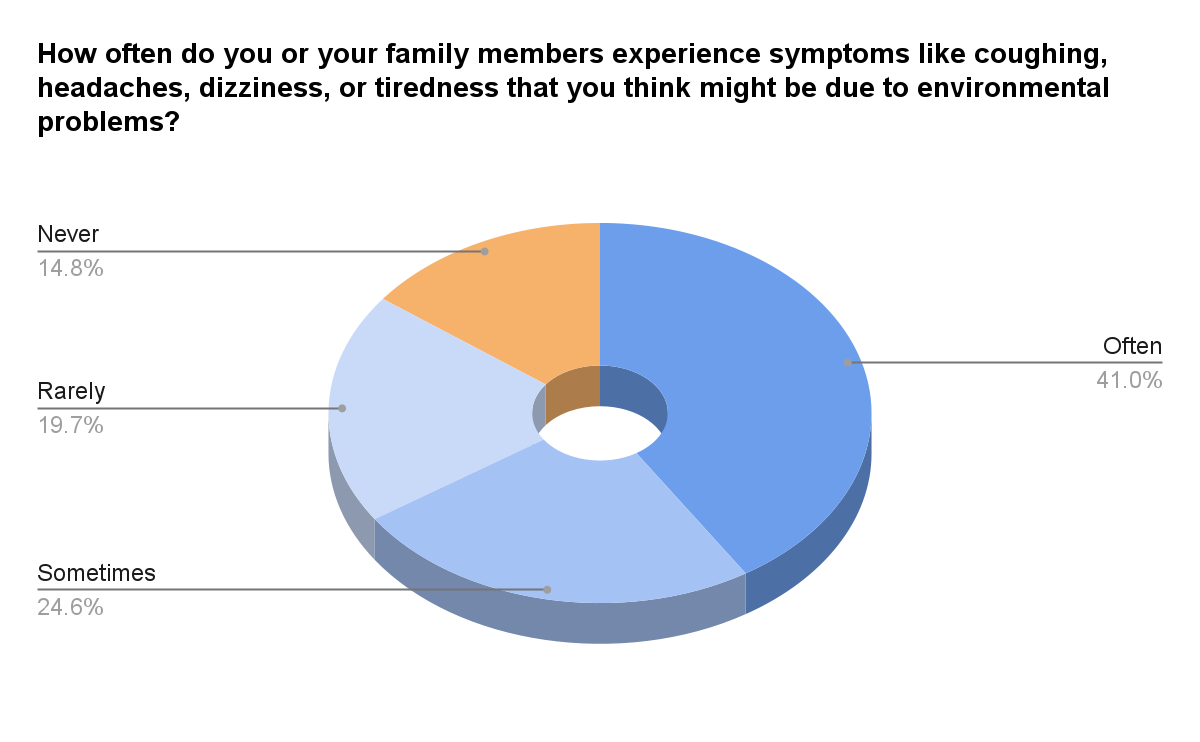 How often do you or your family members experience symptoms like coughing,
headaches, dizziness, or tiredness that you think might be due to environmental
problems?
Never
14.8%
Often
41.0%
Rarely
19.7%
Sometimes
24.6%